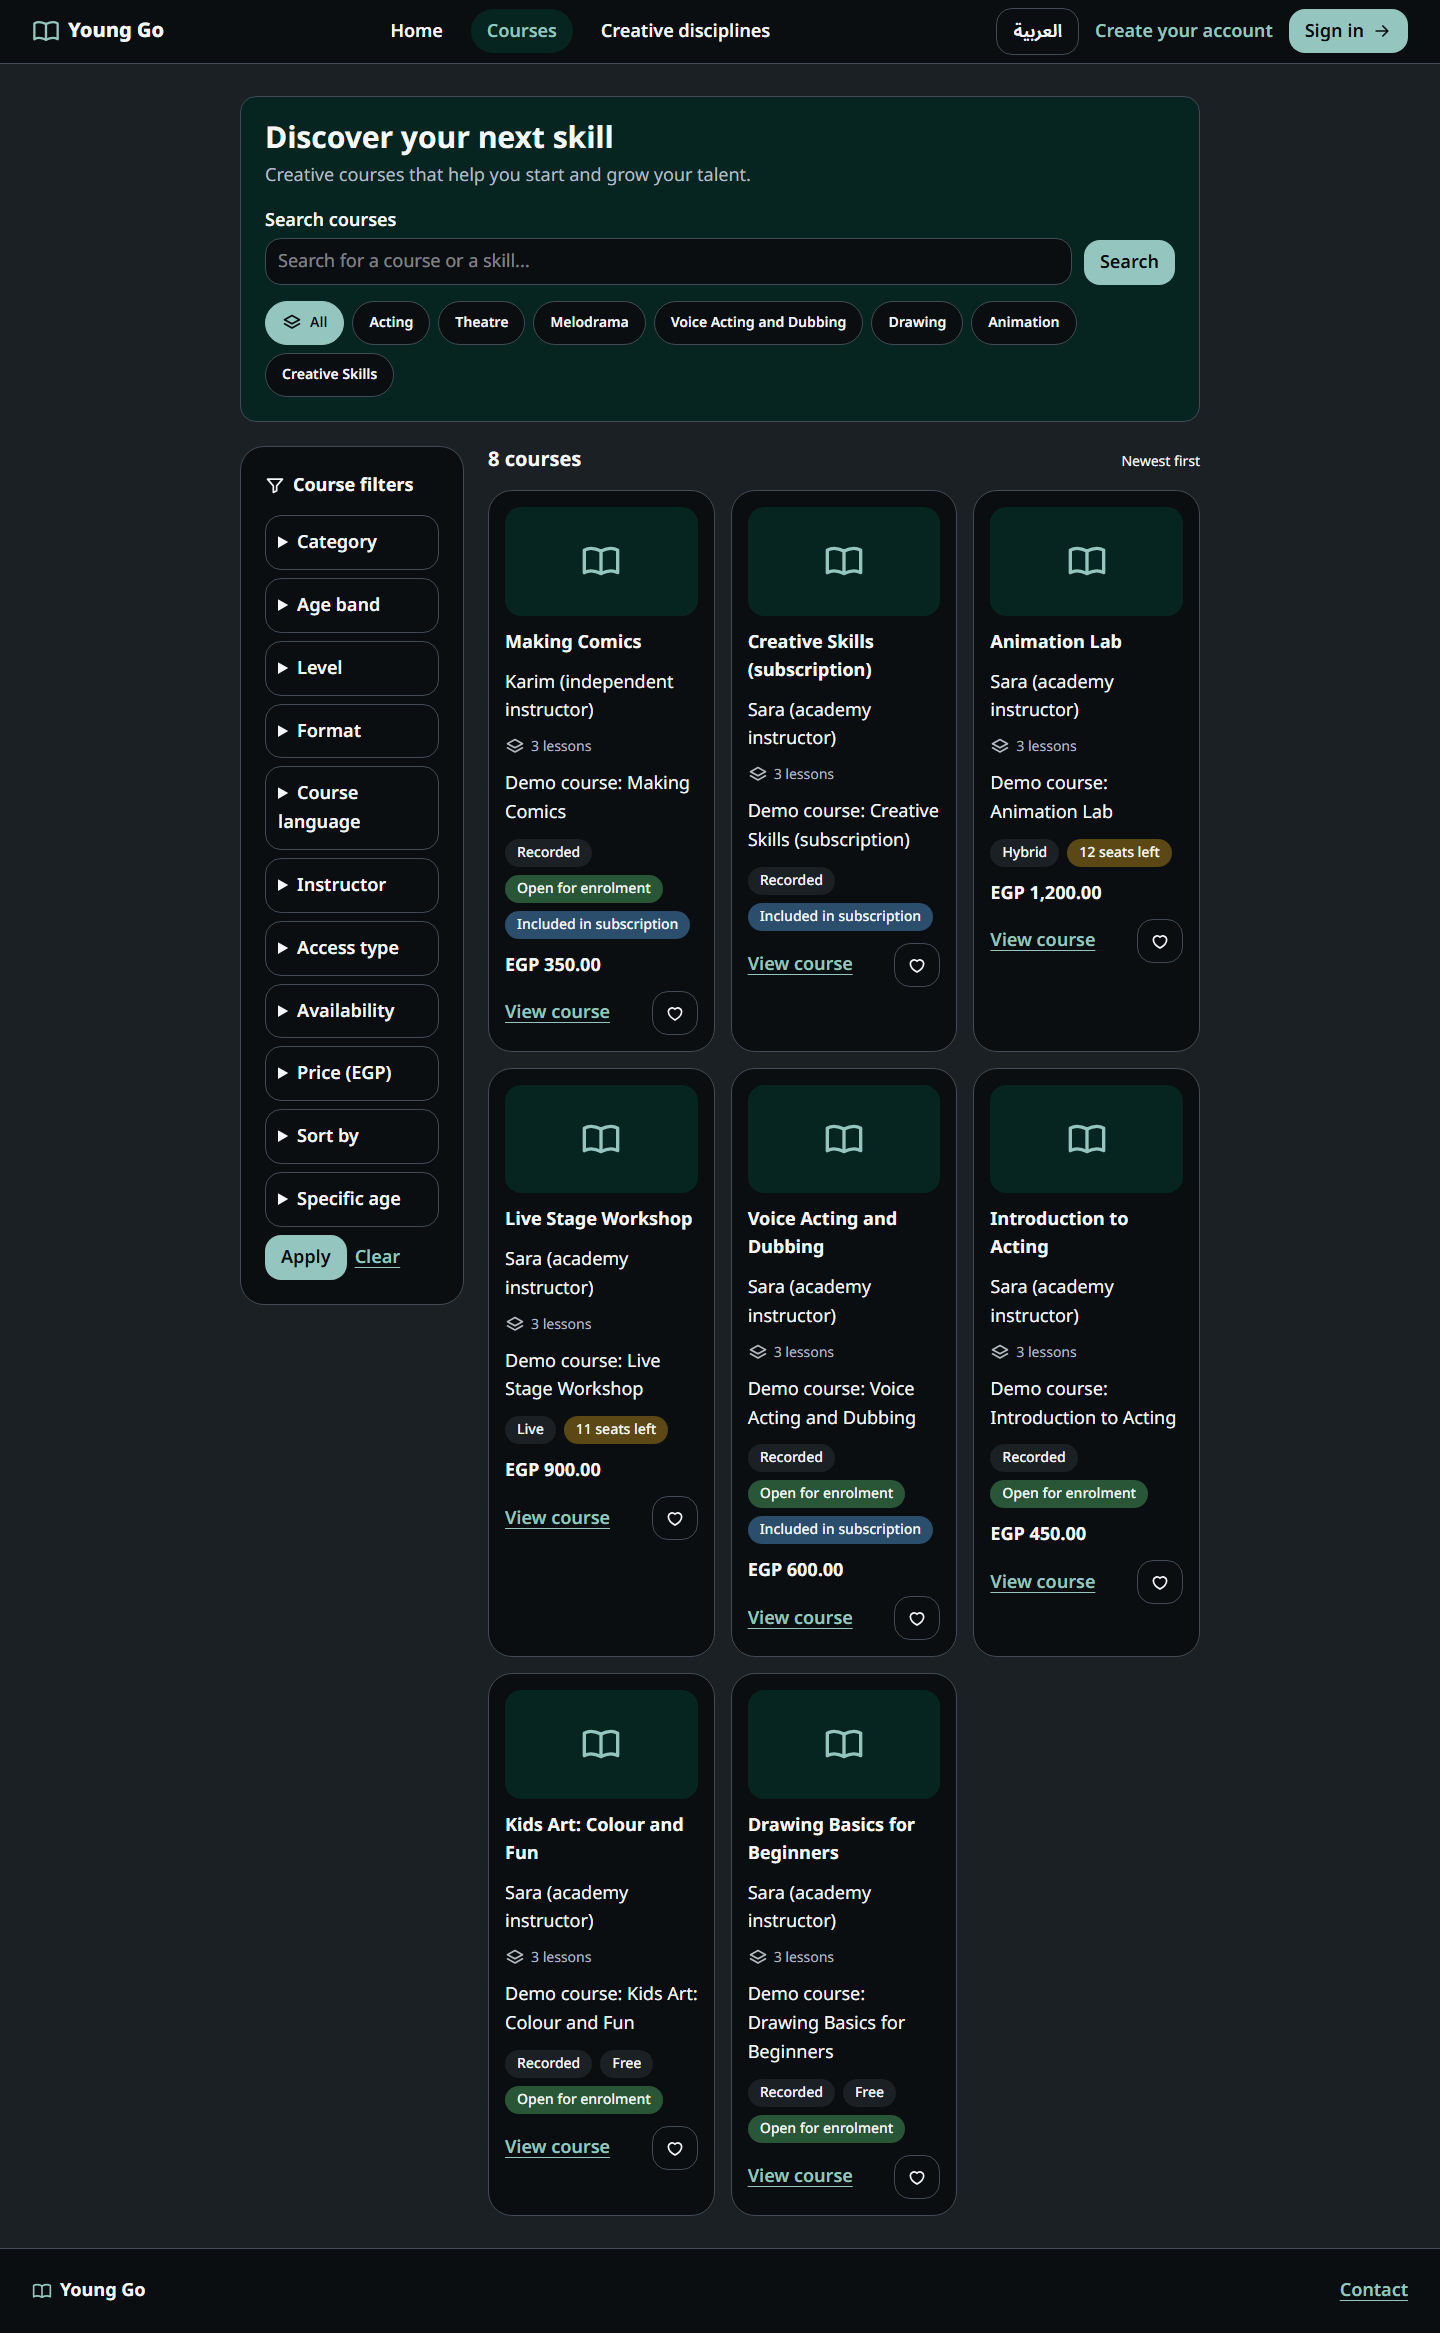 Young Go
Home
Courses
Creative disciplines
العربية
Create your account
Sign in
Discover your next skill
Creative courses that help you start and grow your talent.
Search courses
Search for a course or a skill...
Search
All
Acting
Theatre
Melodrama
Voice Acting and Dubbing
Drawing
Animation
Creative Skills
Course filters
Category
Age band
Level
Format
Course
language
Instructor
Access type
Availability
Price (EGP)
Sort by
Specific age
Apply
Clear
8 courses
Newest first
Making Comics
Karim (independent
instructor)
3 lessons
Demo course: Making
Comics
Recorded
Open for enrolment
Included in subscription
EGP 350.00
View course
Creative Skills
(subscription)
Sara (academy
instructor)
3 lessons
Demo course: Creative
Skills (subscription)
Recorded
Included in subscription
View course
Animation Lab
Sara (academy
instructor)
3 lessons
Demo course:
Animation Lab
Hybrid
12 seats left
EGP 1,200.00
View course
Live Stage Workshop
Sara (academy
instructor)
3 lessons
Demo course: Live
Stage Workshop
Live
11 seats left
EGP 900.00
View course
Voice Acting and
Dubbing
Sara (academy
instructor)
3 lessons
Demo course: Voice
Acting and Dubbing
Recorded
Open for enrolment
Included in subscription
EGP 600.00
View course
Introduction to
Acting
Sara (academy
instructor)
3 lessons
Demo course:
Introduction to Acting
Recorded
Open for enrolment
EGP 450.00
View course
Kids Art: Colour and
Fun
Sara (academy
instructor)
3 lessons
Demo course: Kids Art:
Colour and Fun
Recorded
Free
Open for enrolment
View course
Drawing Basics for
Beginners
Sara (academy
instructor)
3 lessons
Demo course:
Drawing Basics for
Beginners
Recorded
Free
Open for enrolment
View course
Young Go
Contact